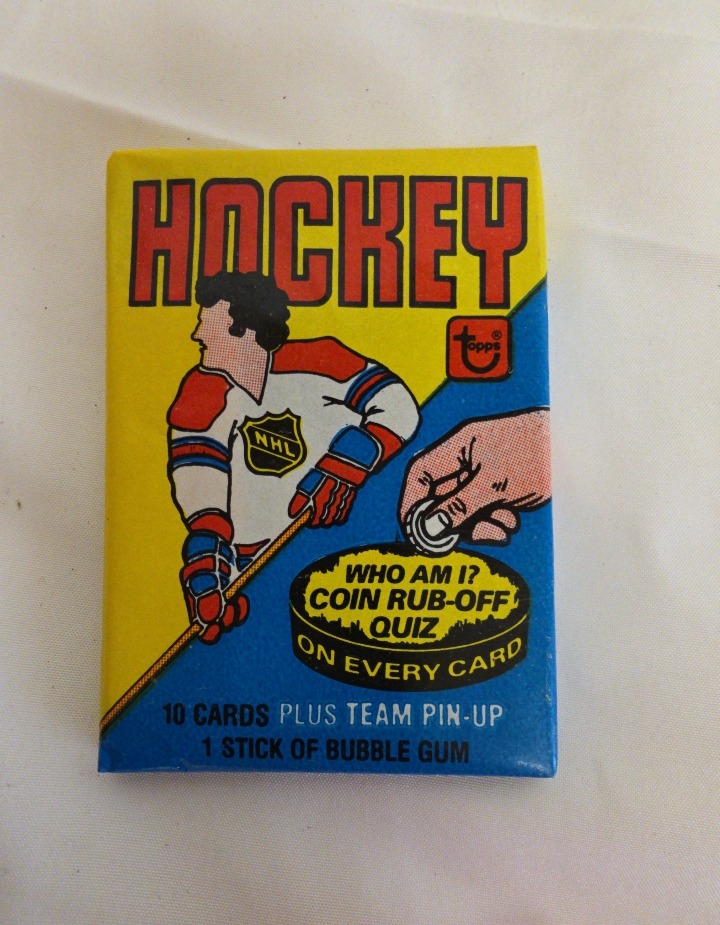 HOCKEY
topps®
NHL
WHO AM I?
COIN RUB-OFF
QUIZ
ON EVERY CARD
10 CARDS PLUS TEAM PIN-UP
1 STICK OF BUBBLE GUM